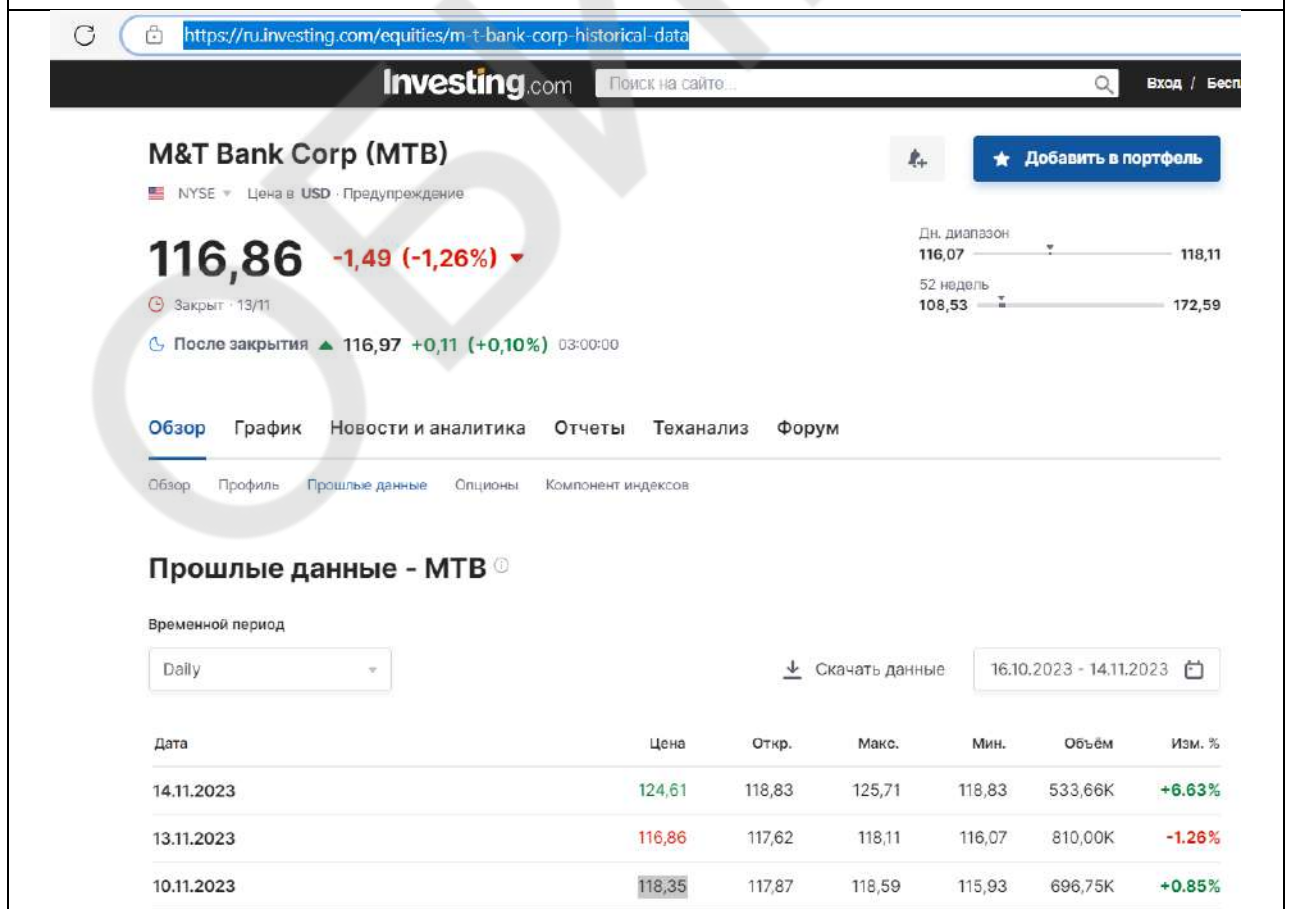 https://ru.investing.com/equities/m-t-bank-corp-historical-data
Investing.com Поиск на сайте... Вход / Бесп
M&T Bank Corp (MTB)
Добавить в портфель
NYSE Цена в USD · Предупреждение
116,86 -1,49 (-1,26%)
Дн. диапазон
116,07 118,11
52 недель
108,53 172,59
Закрыт · 13/11
После закрытия 116,97 +0,11 (+0,10%) 03:00:00
Обзор График Новости и аналитика Отчеты Теханализ Форум
Обзор Профиль Прошлые данные Опционы Компонент индексов
Прошлые данные - MTB
Временной период
Daily Скачать данные 16.10.2023 - 14.11.2023
Дата Цена Откр. Макс. Мин. Объём Изм. %
14.11.2023 124,61 118,83 125,71 118,83 533,66K +6.63%
13.11.2023 116,86 117,62 118,11 116,07 810,00K -1.26%
10.11.2023 118,35 117,87 118,59 115,93 696,75K +0.85%